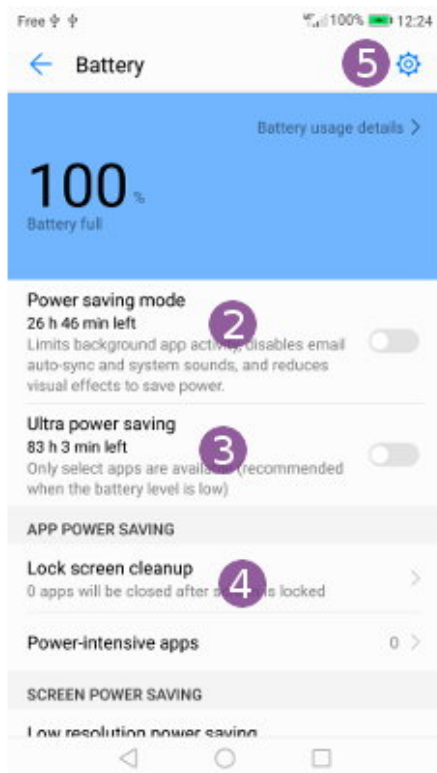 Free 100% 12:24
Battery 5
Battery usage details
100 %
Battery full
Power saving mode
26 h 46 min left 2
Limits background app activity, disables email
auto-sync and system sounds, and reduces
visual effects to save power.
Ultra power saving
83 h 3 min left 3
Only select apps are available (recommended
when the battery level is low)
APP POWER SAVING
Lock screen cleanup
4
0 apps will be closed after is locked
Power-intensive apps 0
SCREEN POWER SAVING
Low resolution power saving